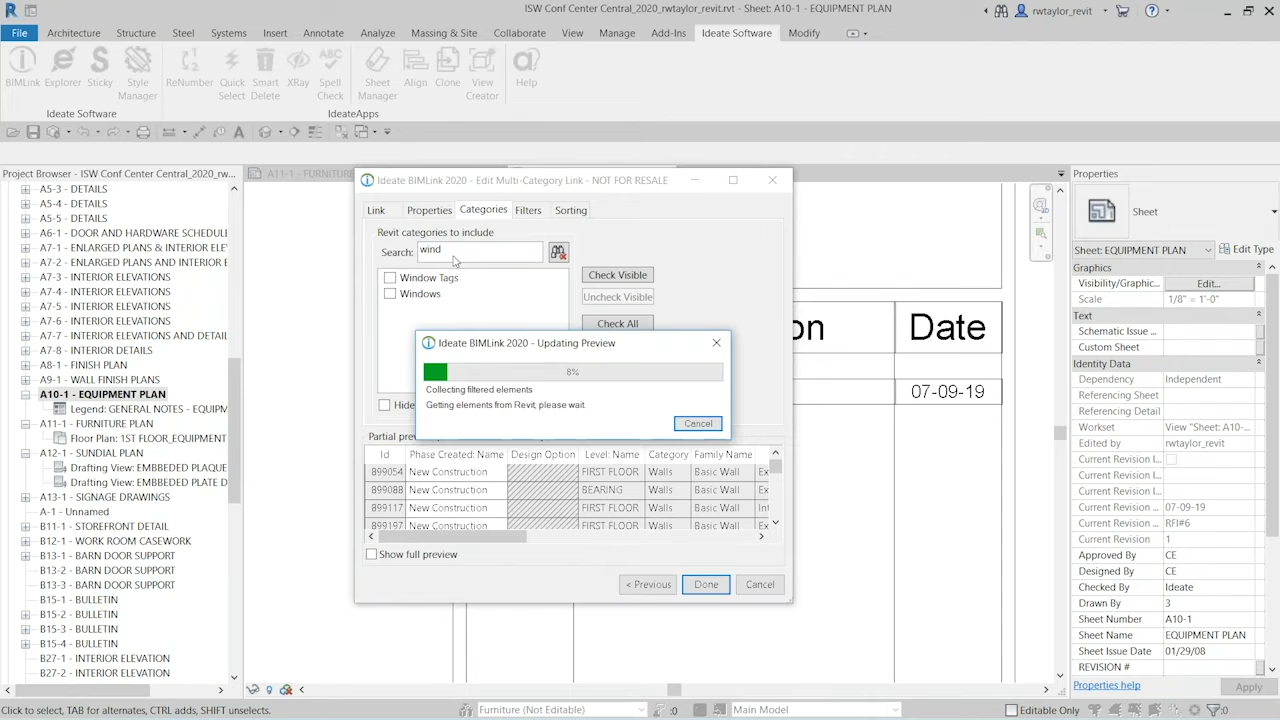 ISW Conf Center Central_2020_rwtaylor_revit.rvt - Sheet: A10-1 - EQUIPMENT PLAN
rwtaylor_revit
File Architecture Structure Steel Systems Insert Annotate Analyze Massing & Site Collaborate View Manage Add-Ins Ideate Software Modify
BIMLink Explorer Sticky Style Manager ReNumber Quick Select Smart Delete XRay Spell Check Sheet Manager Align Clone View Creator Help
Ideate Software IdeateApps
Project Browser - ISW Conf Center Central_2020_rw...
A5-3 - DETAILS
A5-4 - DETAILS
A5-5 - DETAILS
A6-1 - DOOR AND HARDWARE SCHEDUL
A7-1 - ENLARGED PLANS & INTERIOR ELE
A7-2 - ENLARGED PLANS AND INTERIOR E
A7-3 - INTERIOR ELEVATIONS
A7-4 - INTERIOR ELEVATIONS
A7-5 - INTERIOR ELEVATIONS
A7-6 - INTERIOR ELEVATIONS
A7-7 - INTERIOR ELEVATIONS AND DETAIL
A7-8 - INTERIOR DETAILS
A8-1 - FINISH PLAN
A9-1 - WALL FINISH PLANS
A10-1 - EQUIPMENT PLAN
Legend: GENERAL NOTES - EQUIPM
A11-1 - FURNITURE PLAN
Floor Plan: 1ST FLOOR_EQUIPMENT
A12-1 - SUNDIAL PLAN
Drafting View: EMBBEDED PLAQUE
Drafting View: EMBBEDED PLATE D
A13-1 - SIGNAGE DRAWINGS
A-1 - Unnamed
B11-1 - STOREFRONT DETAIL
B12-1 - WORK ROOM CASEWORK
B13-1 - BARN DOOR SUPPORT
B13-2 - BARN DOOR SUPPORT
B13-3 - BARN DOOR SUPPORT
B15-1 - BULLETIN
B15-2 - BULLETIN
B15-3 - BULLETIN
B15-4 - BULLETIN
B27-1 - INTERIOR ELEVATION
B27-2 - INTERIOR ELEVATION
A11-1 - FURNITURE
Ideate BIMLink 2020 - Edit Multi-Category Link - NOT FOR RESALE
Link Properties Categories Filters Sorting
Revit categories to include
Search: wind
Window Tags
Windows
Check Visible
Uncheck Visible
Check All
Hide
Ideate BIMLink 2020 - Updating Preview
8%
Collecting filtered elements
Getting elements from Revit, please wait.
Cancel
Partial pre
Id Phase Created: Name Design Option Level: Name Category Family Name
899054 New Construction FIRST FLOOR Walls Basic Wall Ex
899088 New Construction BEARING Walls Basic Wall Ex
899117 New Construction FIRST FLOOR Walls Basic Wall Int
899197 New Construction FIRST FLOOR Walls Basic Wall Ex
Show full preview
< Previous Done Cancel
on Date
07-09-19
Properties
Sheet
Sheet: EQUIPMENT PLAN Edit Type
Graphics
Visibility/Graphic... Edit...
Scale 1/8" = 1'-0"
Text
Schematic Issue ...
Custom Sheet
Identity Data
Dependency Independent
Referencing Sheet
Referencing Detail
Workset View "Sheet: A10-...
Edited by rwtaylor_revit
Current Revision I...
Current Revision I...
Current Revision I...
Current Revision ... 07-09-19
Current Revision ... RFI#6
Current Revision 1
Approved By CE
Designed By CE
Checked By Ideate
Drawn By 3
Sheet Number A10-1
Sheet Name EQUIPMENT PLAN
Sheet Issue Date 01/29/08
REVISION #
Properties help Apply
Click to select, TAB for alternates, CTRL adds, SHIFT unselects.
Furniture (Not Editable) :0 Main Model Editable Only :0